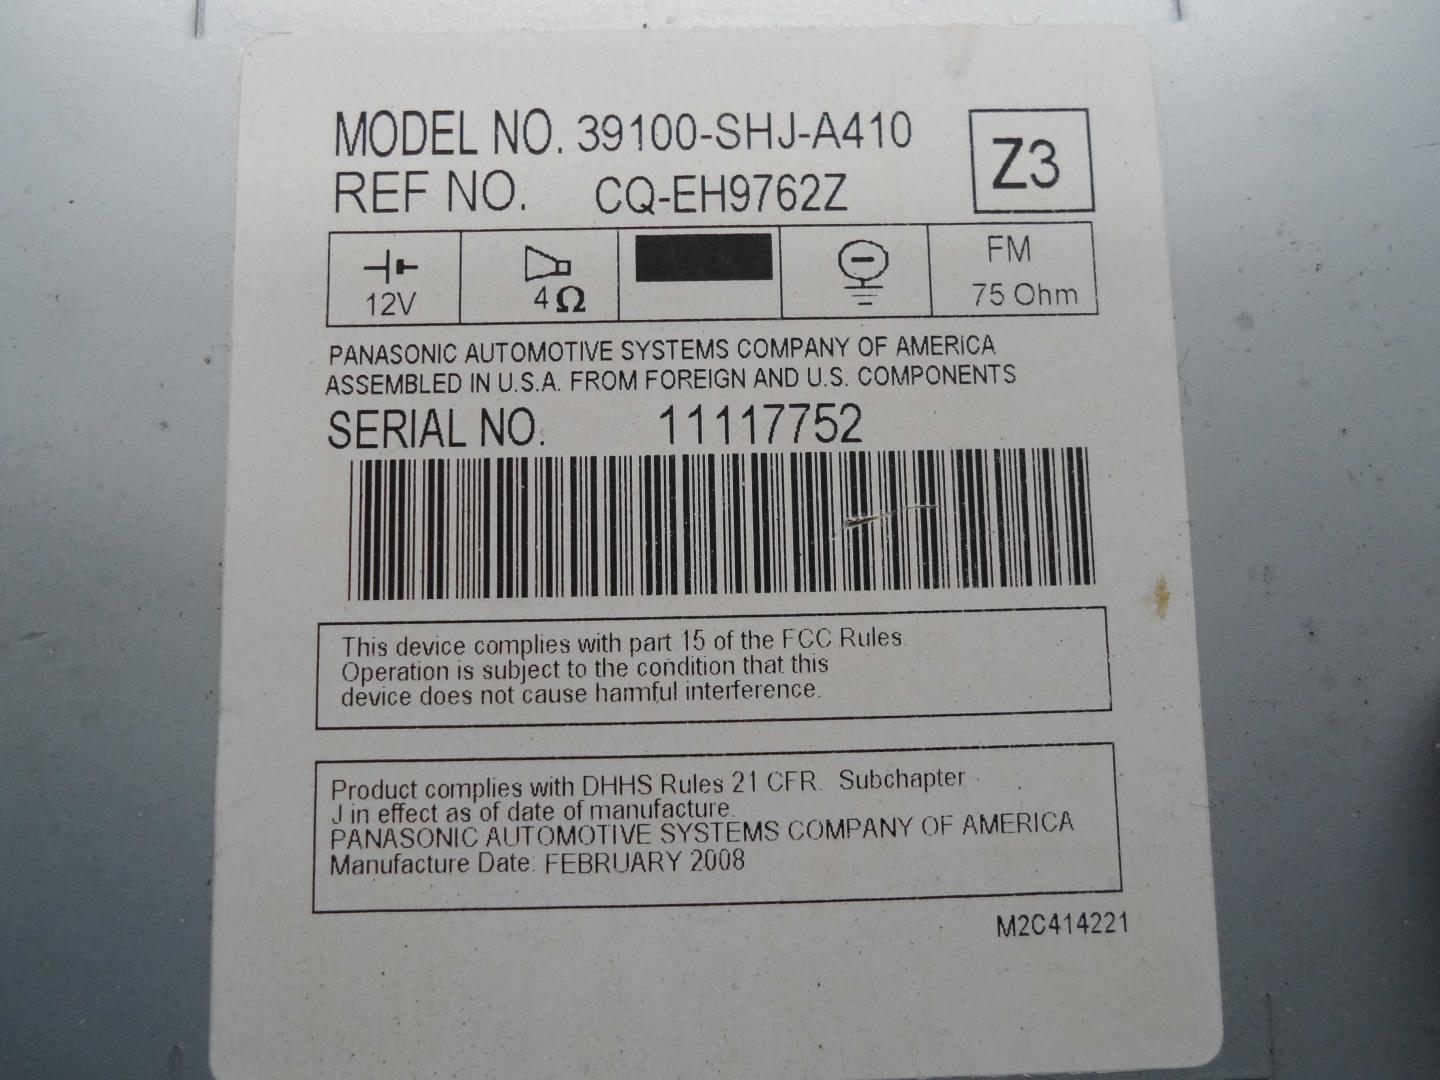 MODEL NO. 39100-SHJ-A410
Z3
REF NO. CQ-EH9762Z
12V
4Ω
FM
75 Ohm
PANASONIC AUTOMOTIVE SYSTEMS COMPANY OF AMERICA
ASSEMBLED IN U.S.A. FROM FOREIGN AND U.S. COMPONENTS
SERIAL NO. 11117752
This device complies with part 15 of the FCC Rules.
Operation is subject to the condition that this
device does not cause harmful interference.
Product complies with DHHS Rules 21 CFR. Subchapter
J in effect as of date of manufacture.
PANASONIC AUTOMOTIVE SYSTEMS COMPANY OF AMERICA
Manufacture Date: FEBRUARY 2008
M2C414221